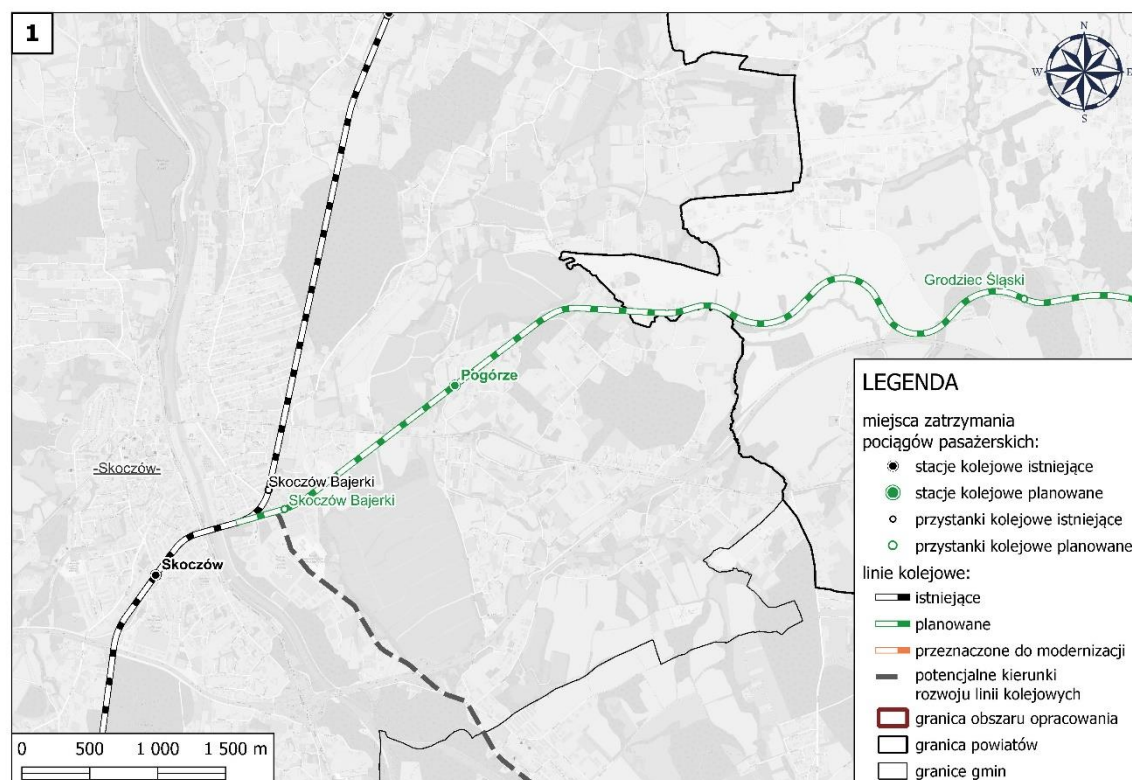 1
N
W
E
S
Grodziec Śląski
Pogórze
-Skoczów-
Skoczów Bajerki
Skoczów Bajerki
Skoczów
LEGENDA
miejsca zatrzymania
pociągów pasażerskich:
stacje kolejowe istniejące
stacje kolejowe planowane
przystanki kolejowe istniejące
przystanki kolejowe planowane
linie kolejowe:
istniejące
planowane
przeznaczone do modernizacji
potencjalne kierunki
rozwoju linii kolejowych
granica obszaru opracowania
granica powiatów
granice gmin
0 500 1 000 1 500 m